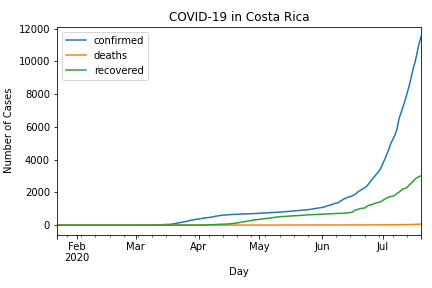 COVID-19 in Costa Rica
12000
10000
8000
6000
4000
2000
0
Number of Cases
confirmed
deaths
recovered
Feb
2020
Mar
Apr
May
Jun
Jul
Day